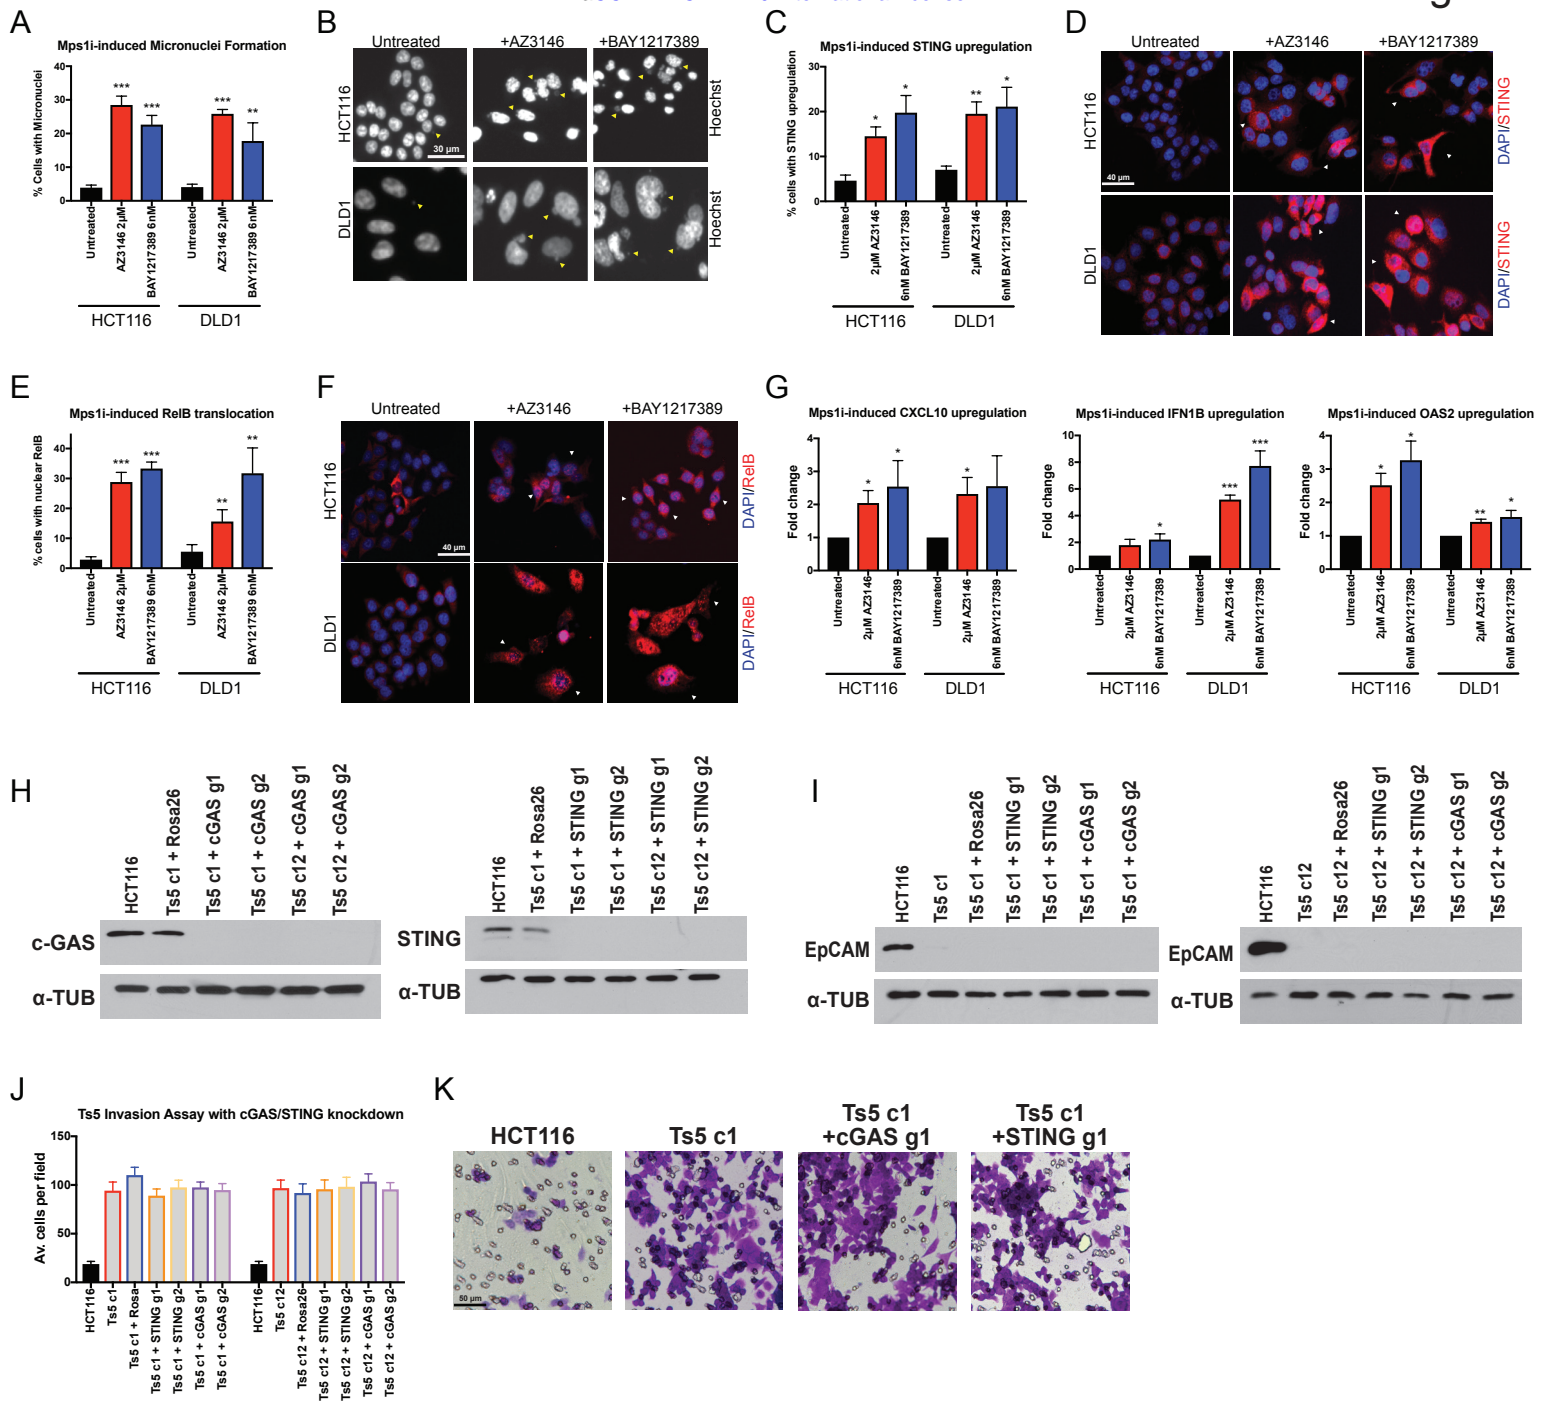 A
Mps1i-induced Micronuclei Formation
% Cells with Micronuclei
40
30
20
10
0
***
***
***
**
Untreated
AZ3146 2μM
BAY1217389 6nM
Untreated
AZ3146 2μM
BAY1217389 6nM
HCT116
DLD1
B
Untreated
+AZ3146
+BAY1217389
HCT116
DLD1
30 μm
Hoechst
Hoechst
C
Mps1i-induced STING upregulation
% cells with STING upregulation
30
20
10
0
*
*
**
*
Untreated
2μM AZ3146
6nM BAY1217389
Untreated
2μM AZ3146
6nM BAY1217389
HCT116
DLD1
D
Untreated
+AZ3146
+BAY1217389
HCT116
DLD1
40 μm
DAPI/STING
DAPI/STING
E
Mps1i-induced RelB translocation
% cells with nuclear RelB
40
30
20
10
0
***
***
**
**
Untreated
AZ3146 2μM
BAY1217389 6nM
Untreated
AZ3146 2μM
BAY1217389 6nM
HCT116
DLD1
F
Untreated
+AZ3146
+BAY1217389
HCT116
DLD1
40 μm
DAPI/RelB
DAPI/RelB
G
Mps1i-induced CXCL10 upregulation
Fold change
4
3
2
1
0
*
*
*
Untreated
2μM AZ3146
6nM BAY1217389
Untreated
2μM AZ3146
6nM BAY1217389
HCT116
DLD1
Mps1i-induced IFN1B upregulation
Fold change
10
8
6
4
2
0
*
***
***
Untreated
2μM AZ3146
6nM BAY1217389
Untreated
2μM AZ3146
6nM BAY1217389
HCT116
DLD1
Mps1i-induced OAS2 upregulation
Fold change
4
3
2
1
0
*
*
**
*
Untreated
2μM AZ3146
6nM BAY1217389
Untreated
2μM AZ3146
6nM BAY1217389
HCT116
DLD1
H
HCT116
Ts5 c1 + Rosa26
Ts5 c1 + cGAS g1
Ts5 c1 + cGAS g2
Ts5 c12 + cGAS g1
Ts5 c12 + cGAS g2
c-GAS
α-TUB
HCT116
Ts5 c1 + Rosa26
Ts5 c1 + STING g1
Ts5 c1 + STING g2
Ts5 c12 + STING g1
Ts5 c12 + STING g2
STING
α-TUB
I
HCT116
Ts5 c1
Ts5 c1 + Rosa26
Ts5 c1 + STING g1
Ts5 c1 + STING g2
Ts5 c1 + cGAS g1
Ts5 c1 + cGAS g2
EpCAM
α-TUB
HCT116
Ts5 c12
Ts5 c12 + Rosa26
Ts5 c12 + STING g1
Ts5 c12 + STING g2
Ts5 c12 + cGAS g1
Ts5 c12 + cGAS g2
EpCAM
α-TUB
J
Ts5 Invasion Assay with cGAS/STING knockdown
Av. cells per field
150
100
50
0
HCT116
Ts5 c1
Ts5 c1 + Rosa
Ts5 c1 + STING g1
Ts5 c1 + STING g2
Ts5 c1 + cGAS g1
Ts5 c1 + cGAS g2
HCT116
Ts5 c12
Ts5 c12 + Rosa26
Ts5 c12 + STING g1
Ts5 c12 + STING g2
Ts5 c12 + cGAS g1
Ts5 c12 + cGAS g2
K
HCT116
Ts5 c1
Ts5 c1
+cGAS g1
Ts5 c1
+STING g1
50 μm